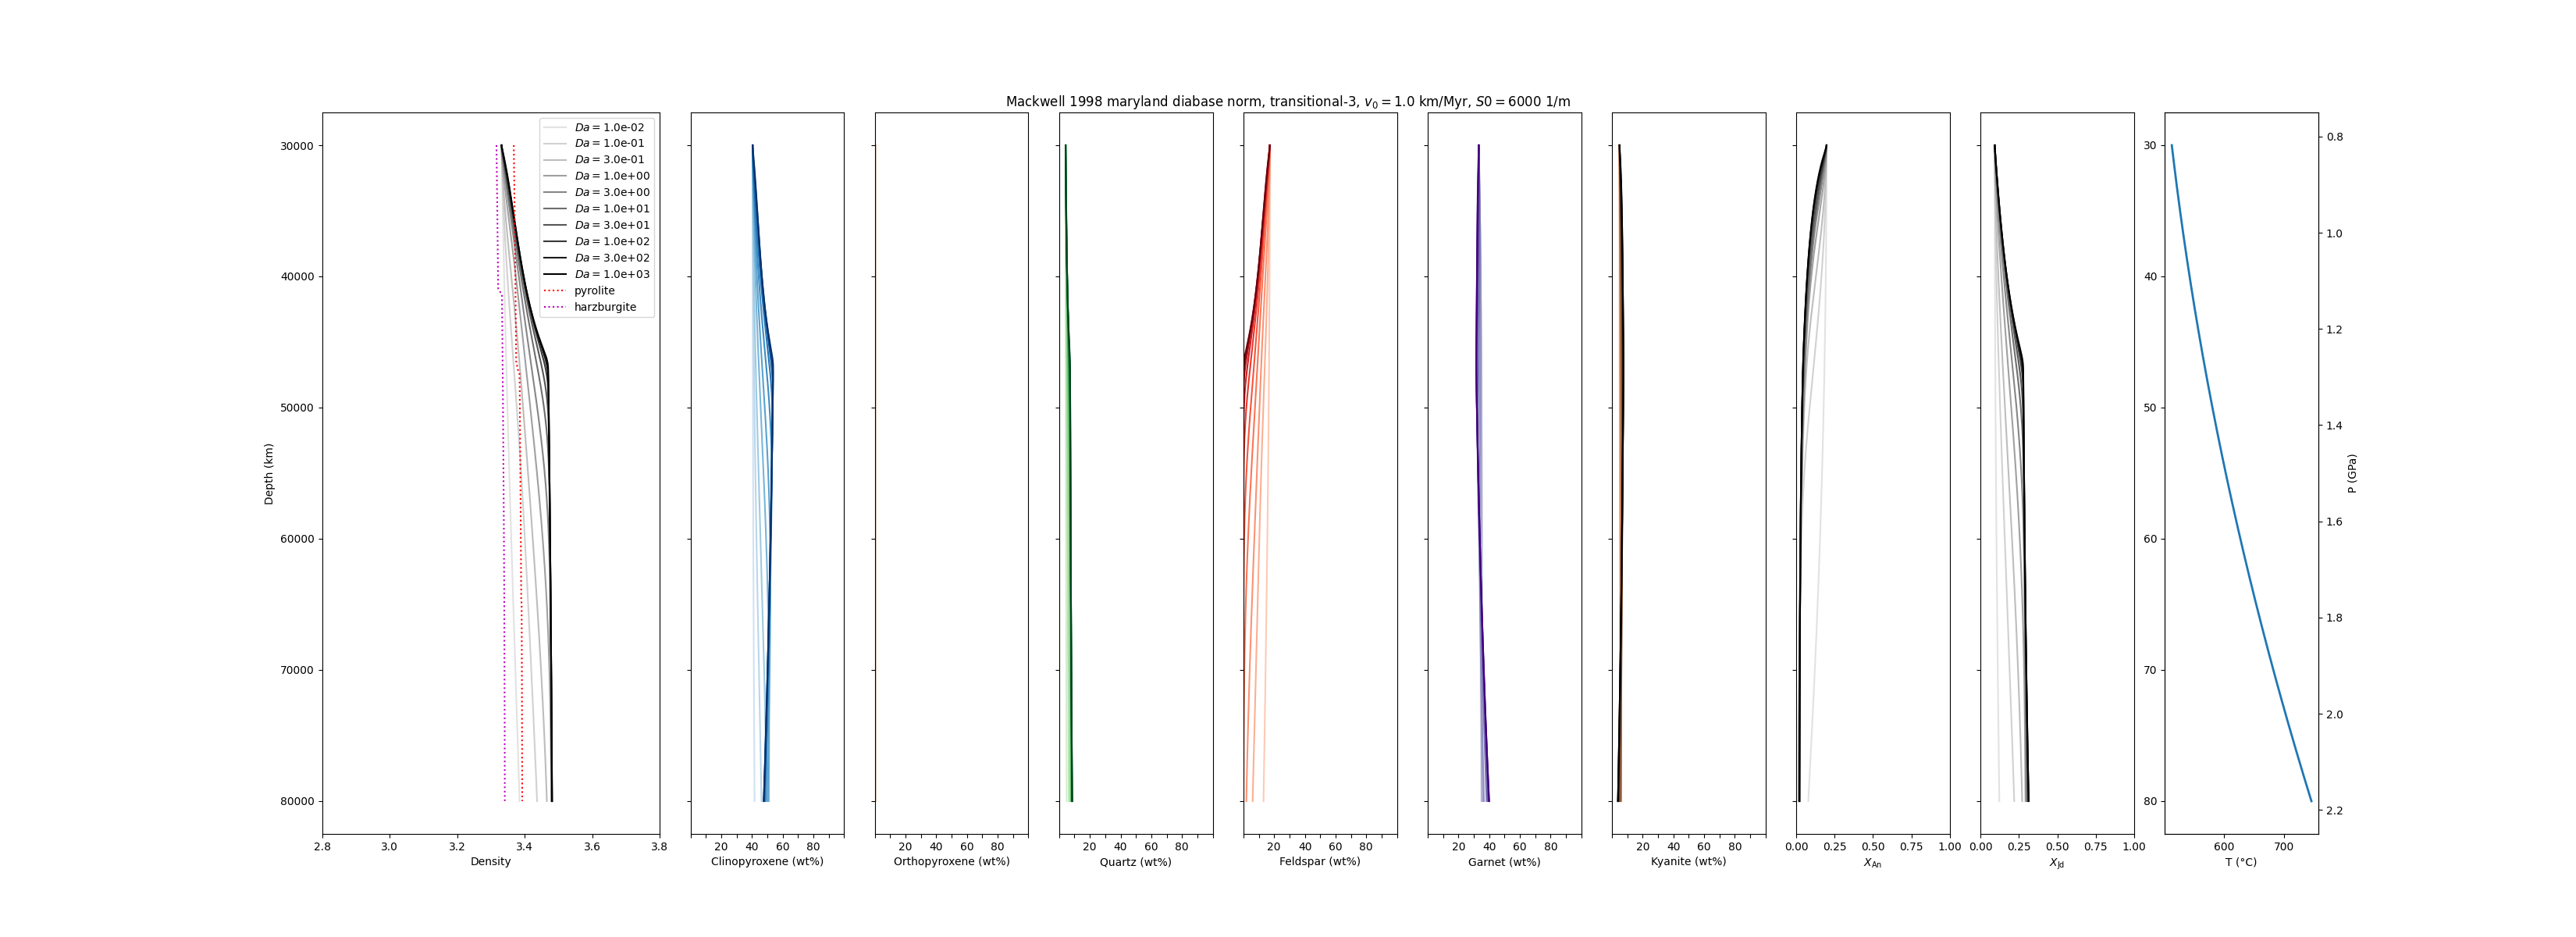 Mackwell 1998 maryland diabase norm, transitional-3, v₀ = 1.0 km/Myr, S0 = 6000 1/m
Da = 1.0e-02
Da = 1.0e-01
Da = 3.0e-01
Da = 1.0e+00
Da = 3.0e+00
Da = 1.0e+01
Da = 3.0e+01
Da = 1.0e+02
Da = 3.0e+02
Da = 1.0e+03
pyrolite
harzburgite
Depth (km)
30000
40000
50000
60000
70000
80000
2.8 3.0 3.2 3.4 3.6 3.8
Density
20 40 60 80
Clinopyroxene (wt%)
20 40 60 80
Orthopyroxene (wt%)
20 40 60 80
Quartz (wt%)
20 40 60 80
Feldspar (wt%)
20 40 60 80
Garnet (wt%)
20 40 60 80
Kyanite (wt%)
0.00 0.25 0.50 0.75 1.00
X_An
0.00 0.25 0.50 0.75 1.00
X_Jd
30
40
50
60
70
80
600 700
T (°C)
0.8
1.0
1.2
1.4
1.6
1.8
2.0
2.2
P (GPa)